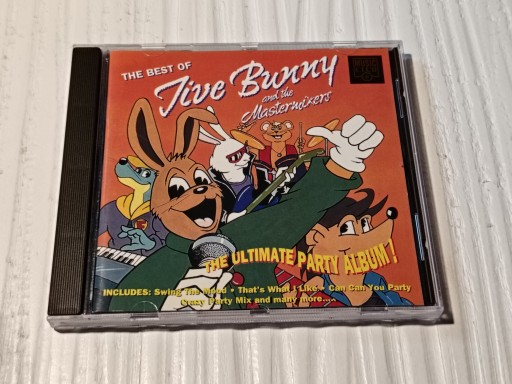 THE BEST OF
Jive Bunny
and the
Mastermixers
THE ULTIMATE PARTY ALBUM!
INCLUDES: Swing The Mood • That's What I Like • Can Can You Party
Crazy Party Mix and many more....